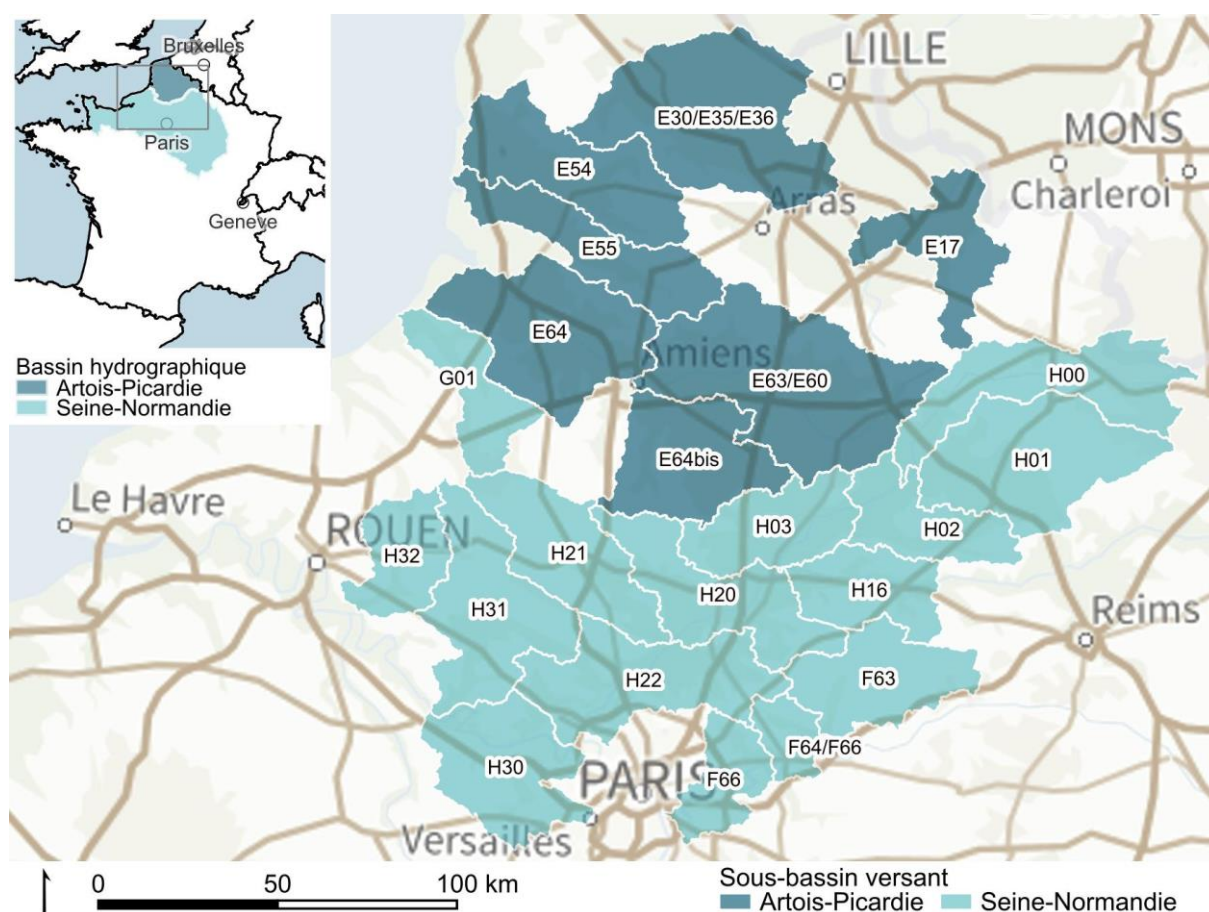 Bruxelles
Paris
Geneve
Bassin hydrographique
Artois-Picardie
Seine-Normandie
LILLE
E30/E35/E36
MONS
E54
Charleroi
Arras
E17
E55
E64
Amiens
G01
E63/E60
H00
E64bis
H01
Le Havre
ROUEN
H03
H02
H32
H21
H31
H20
H16
Reims
H22
F63
F64/F66
H30
PARIS
F66
Versailles
0 50 100 km
Sous-bassin versant
Artois-Picardie Seine-Normandie